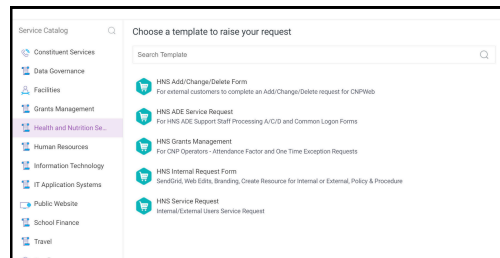 Service Catalog
Constituent Services
Data Governance
Facilities
Grants Management
Health and Nutrition Se...
Human Resources
Information Technology
IT Application Systems
Public Website
School Finance
Travel
Choose a template to raise your request
Search Template
HNS Add/Change/Delete Form
For external customers to complete an Add/Change/Delete request for CNPWeb
HNS ADE Service Request
For HNS ADE Support Staff Processing A/C/D and Common Logon Forms
HNS Grants Management
For CNP Operators - Attendance Factor and One Time Exception Requests
HNS Internal Request Form
SendGrid, Web Edits, Branding, Create Resource for Internal or External, Policy & Procedure
HNS Service Request
Internal/External Users Service Request